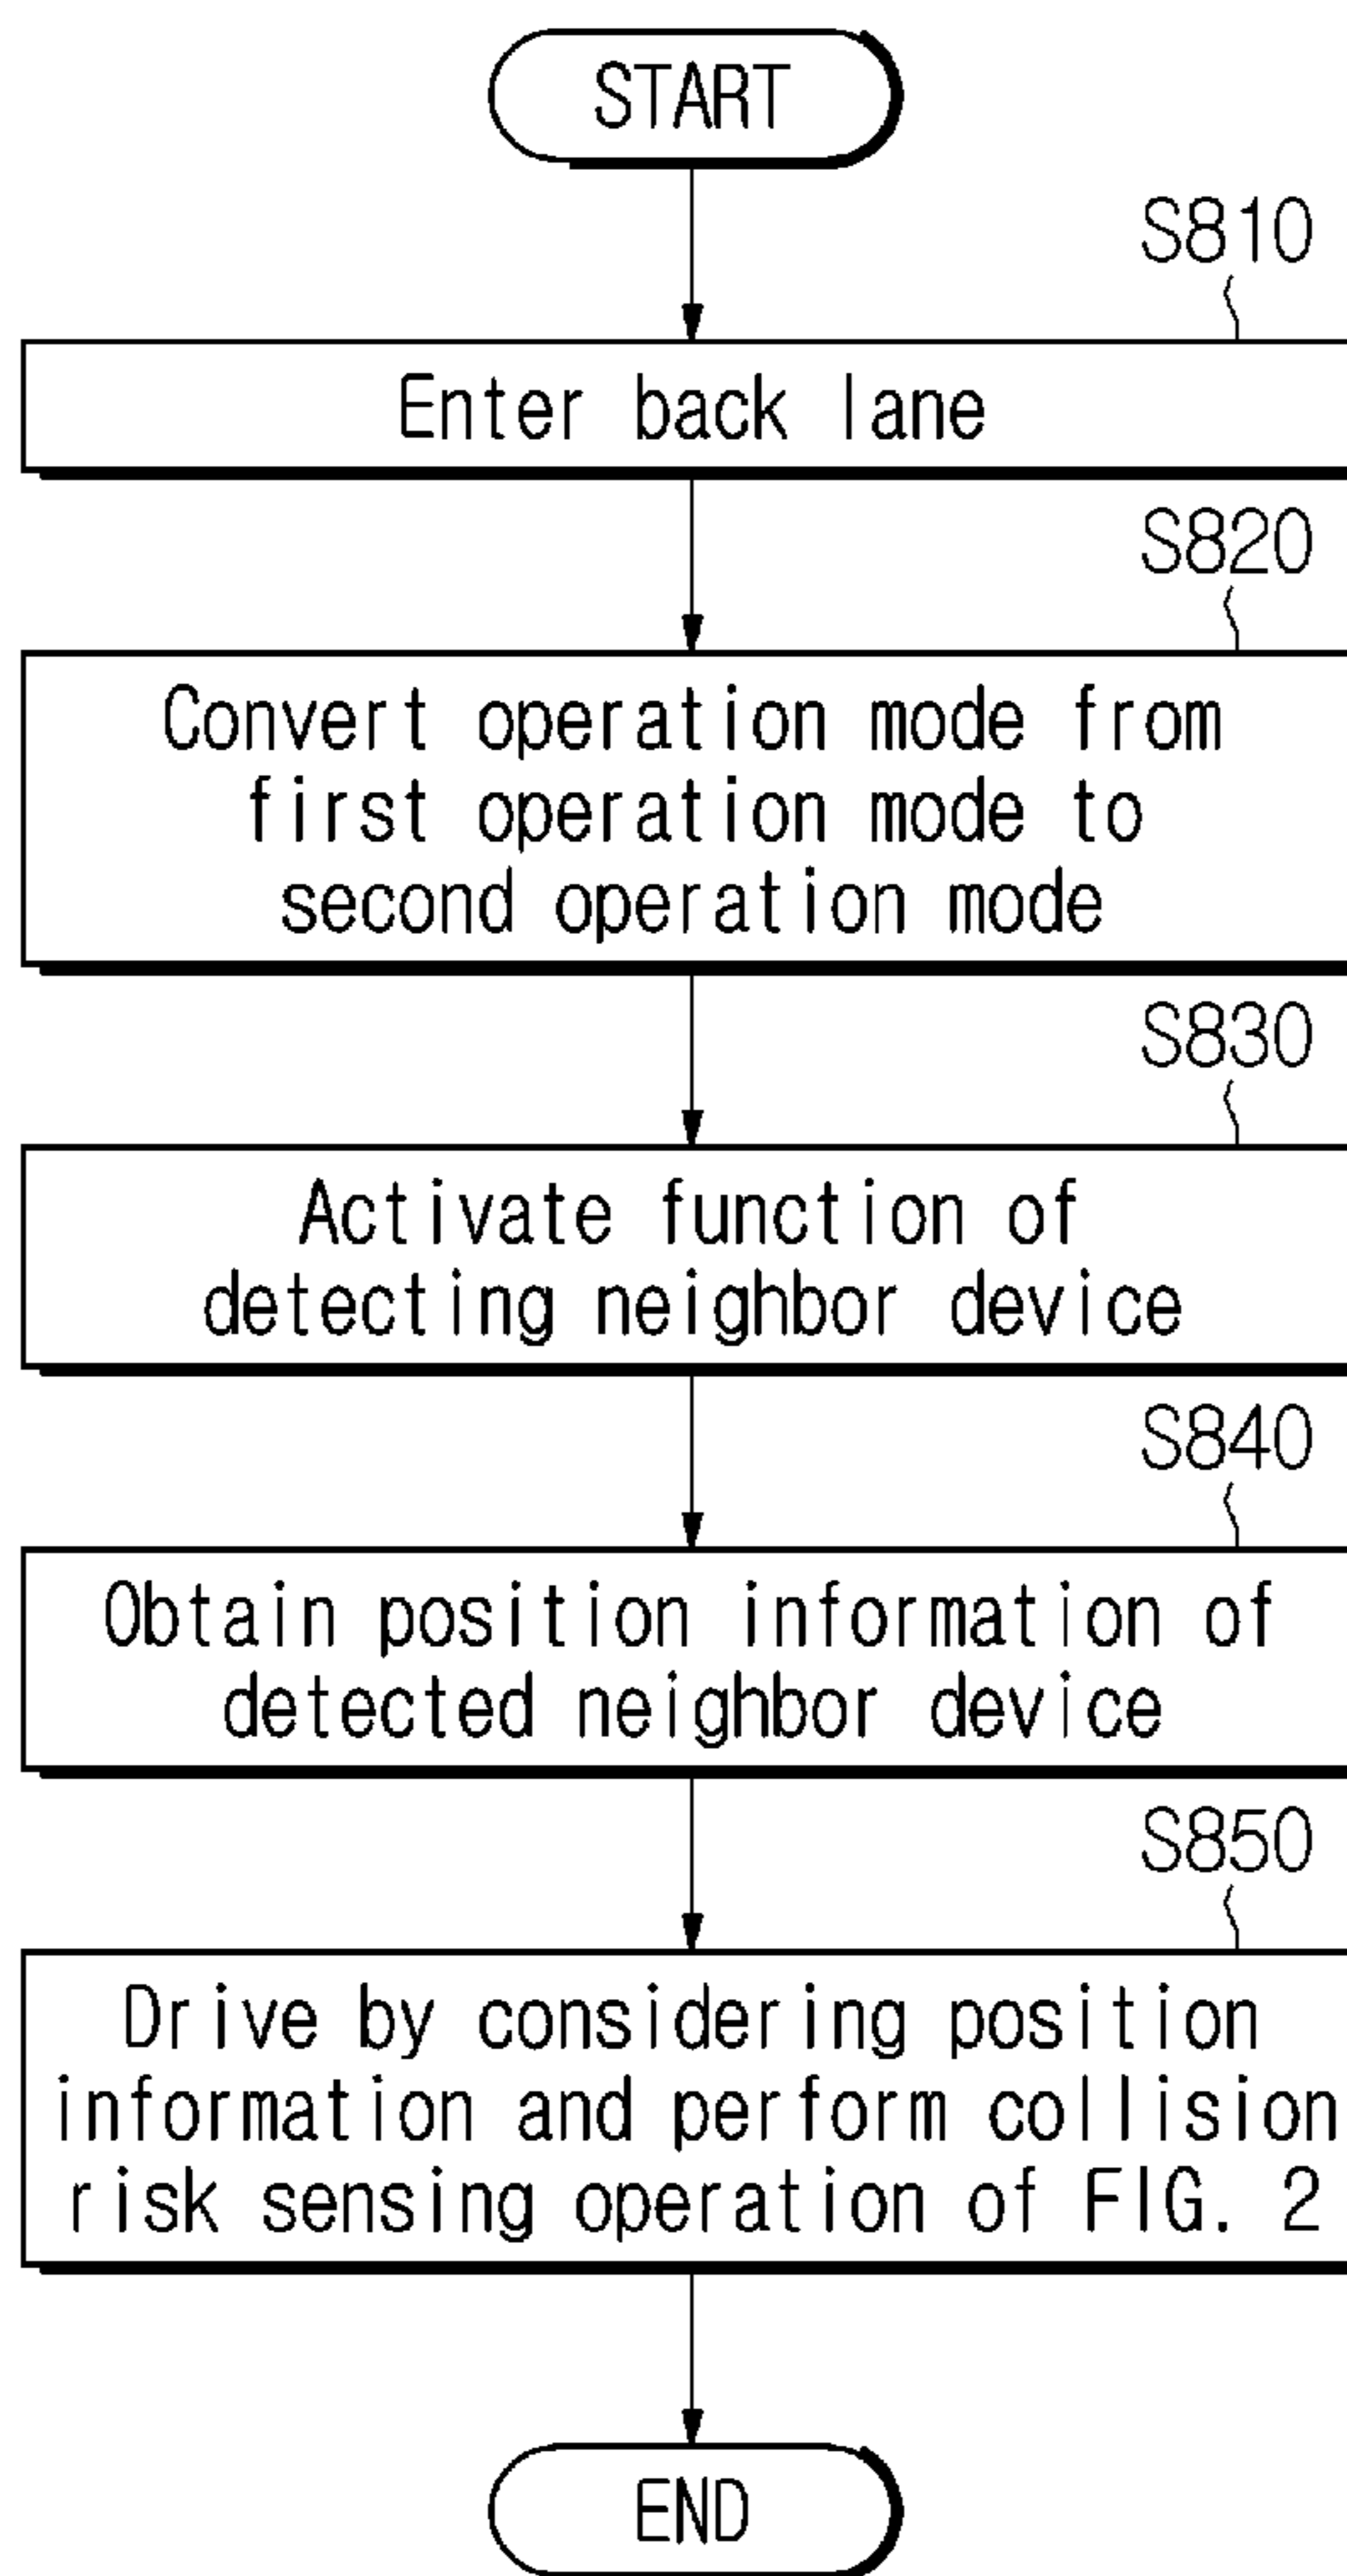 START
S810
Enter back lane
S820
Convert operation mode from
first operation mode to
second operation mode
S830
Activate function of
detecting neighbor device
S840
Obtain position information of
detected neighbor device
S850
Drive by considering position
information and perform collision
risk sensing operation of FIG. 2
END